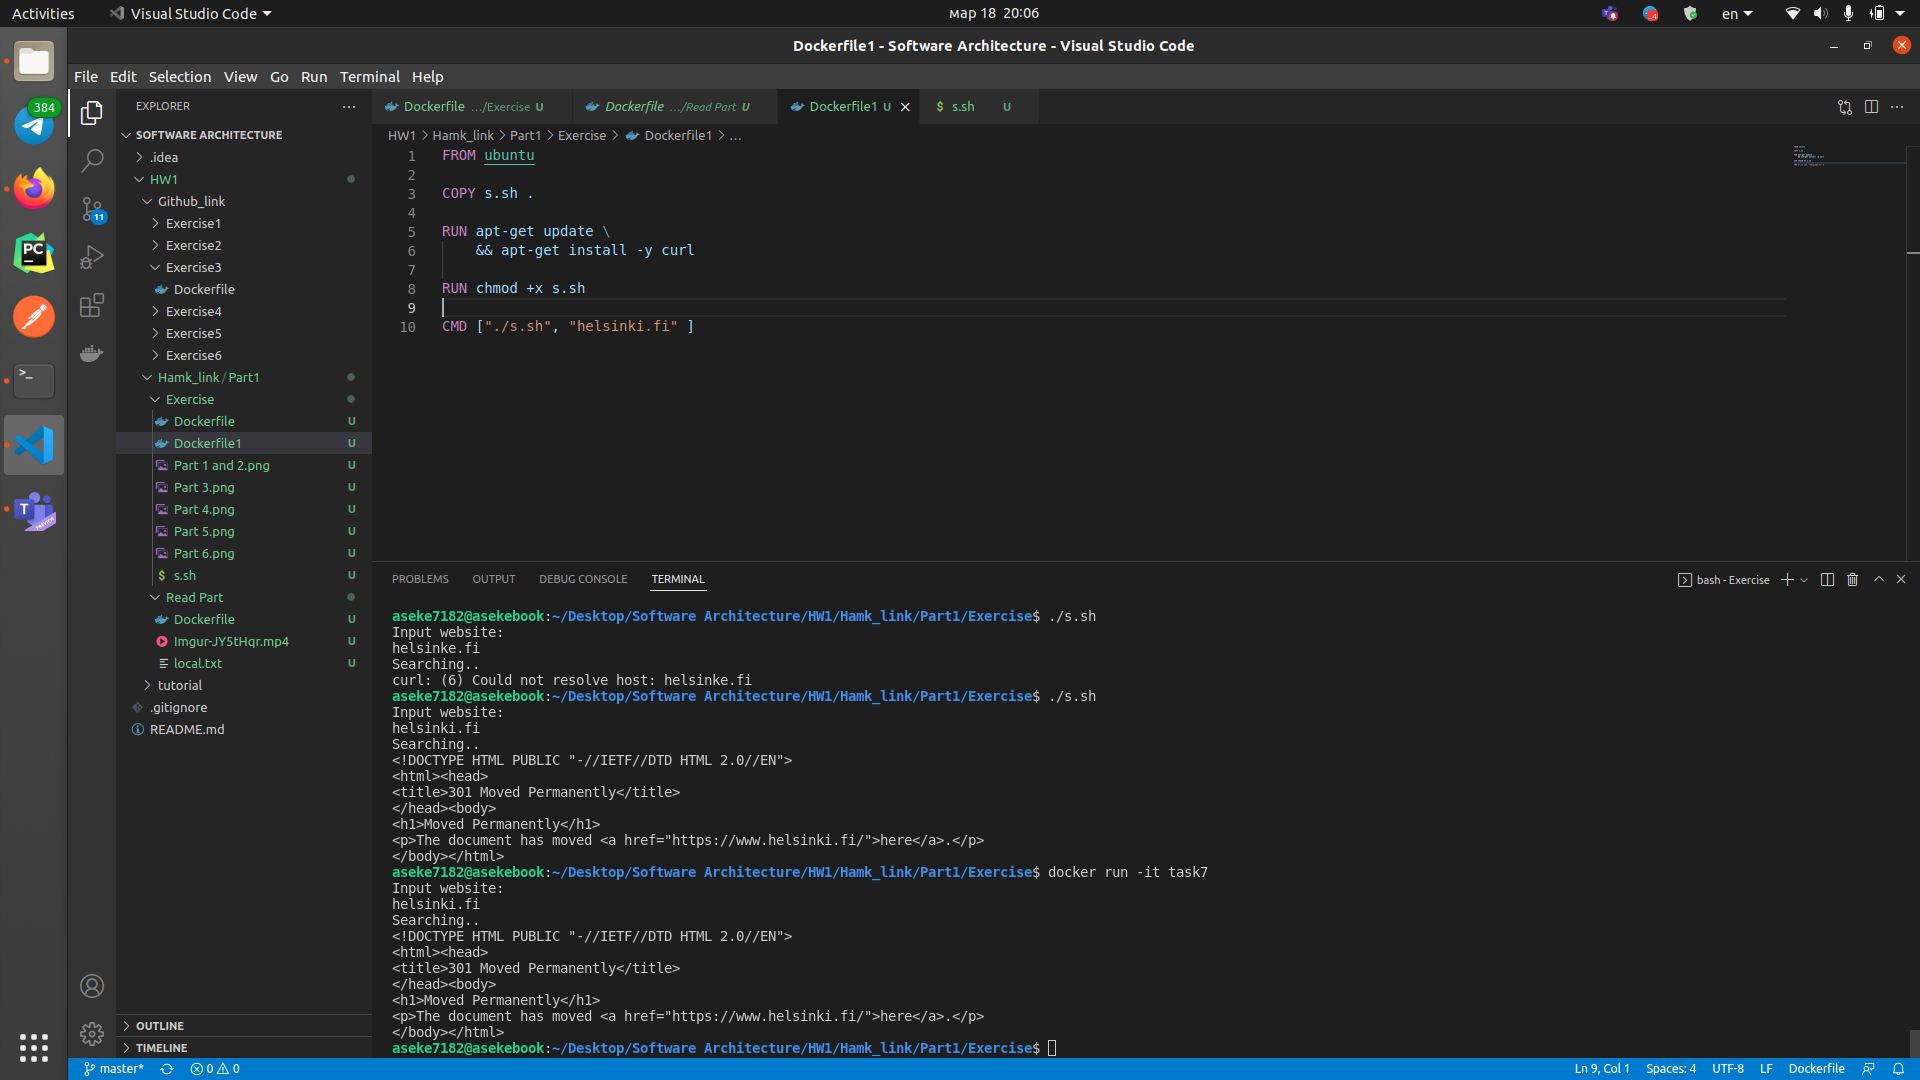 Activities
Visual Studio Code
мар 18 20:06
en
384
Dockerfile1 - Software Architecture - Visual Studio Code
File Edit Selection View Go Run Terminal Help
EXPLORER
SOFTWARE ARCHITECTURE
.idea
HW1
Github_link
Exercise1
Exercise2
Exercise3
Dockerfile
Exercise4
Exercise5
Exercise6
Hamk_link / Part1
Exercise
Dockerfile U
Dockerfile1 U
Part 1 and 2.png U
Part 3.png U
Part 4.png U
Part 5.png U
Part 6.png U
$ s.sh U
Read Part
Dockerfile U
Imgur-JY5tHqr.mp4 U
local.txt U
tutorial
.gitignore
README.md
OUTLINE
TIMELINE
11
PC
T
Dockerfile .../Exercise U
Dockerfile .../Read Part U
Dockerfile1 U
$ s.sh U
HW1 > Hamk_link > Part1 > Exercise > Dockerfile1 > ...
1 FROM ubuntu
2
3 COPY s.sh .
4
5 RUN apt-get update \
6 && apt-get install -y curl
7
8 RUN chmod +x s.sh
9
10 CMD ["./s.sh", "helsinki.fi" ]
PROBLEMS OUTPUT DEBUG CONSOLE TERMINAL
bash - Exercise
aseke7182@asekebook:~/Desktop/Software Architecture/HW1/Hamk_link/Part1/Exercise$ ./s.sh
Input website:
helsinke.fi
Searching..
curl: (6) Could not resolve host: helsinke.fi
aseke7182@asekebook:~/Desktop/Software Architecture/HW1/Hamk_link/Part1/Exercise$ ./s.sh
Input website:
helsinki.fi
Searching..
<!DOCTYPE HTML PUBLIC "-//IETF//DTD HTML 2.0//EN">
<html><head>
<title>301 Moved Permanently</title>
</head><body>
<h1>Moved Permanently</h1>
<p>The document has moved <a href="https://www.helsinki.fi/">here</a>.</p>
</body></html>
aseke7182@asekebook:~/Desktop/Software Architecture/HW1/Hamk_link/Part1/Exercise$ docker run -it task7
Input website:
helsinki.fi
Searching..
<!DOCTYPE HTML PUBLIC "-//IETF//DTD HTML 2.0//EN">
<html><head>
<title>301 Moved Permanently</title>
</head><body>
<h1>Moved Permanently</h1>
<p>The document has moved <a href="https://www.helsinki.fi/">here</a>.</p>
</body></html>
aseke7182@asekebook:~/Desktop/Software Architecture/HW1/Hamk_link/Part1/Exercise$
master* 0 0
Ln 9, Col 1 Spaces: 4 UTF-8 LF Dockerfile